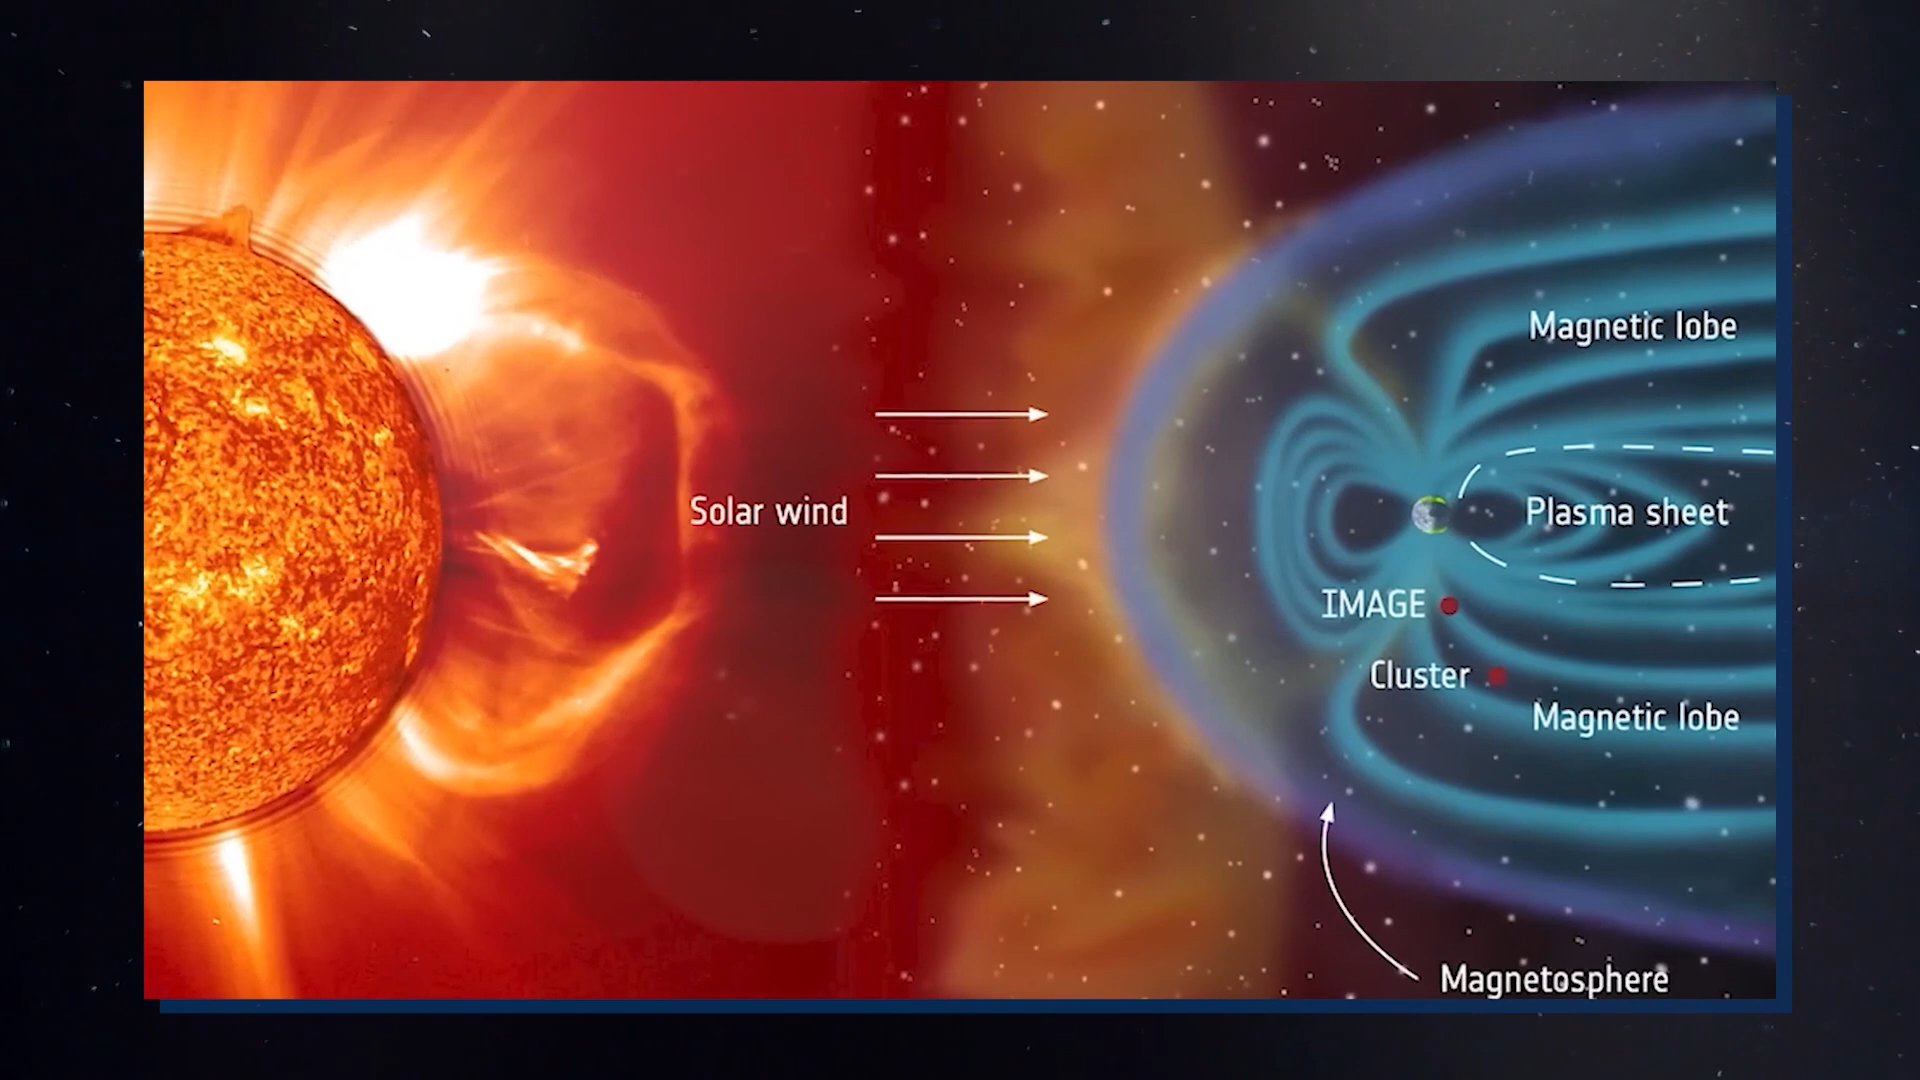 Magnetic lobe
Solar wind
Plasma sheet
IMAGE
Cluster
Magnetic lobe
Magnetosphere